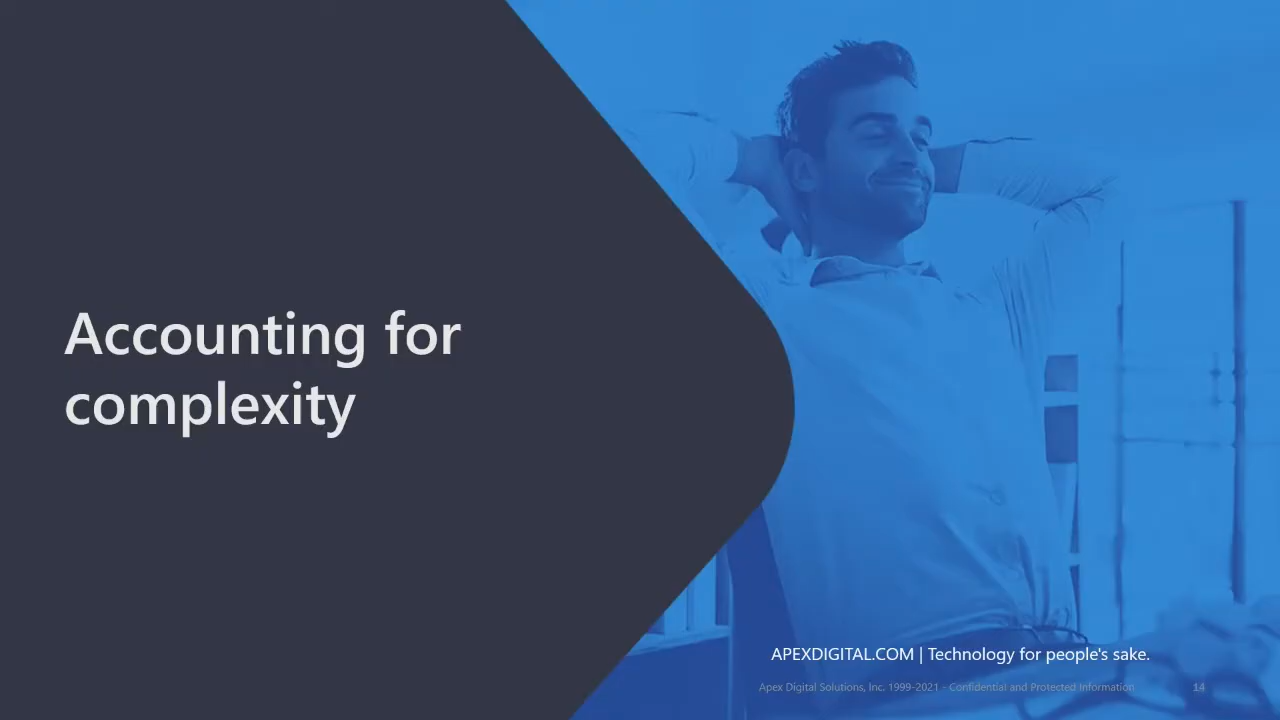 Accounting for
complexity
APEXDIGITAL.COM | Technology for people's sake.
Apex Digital Solutions, Inc. 1999-2021 - Confidential and Protected Information
14